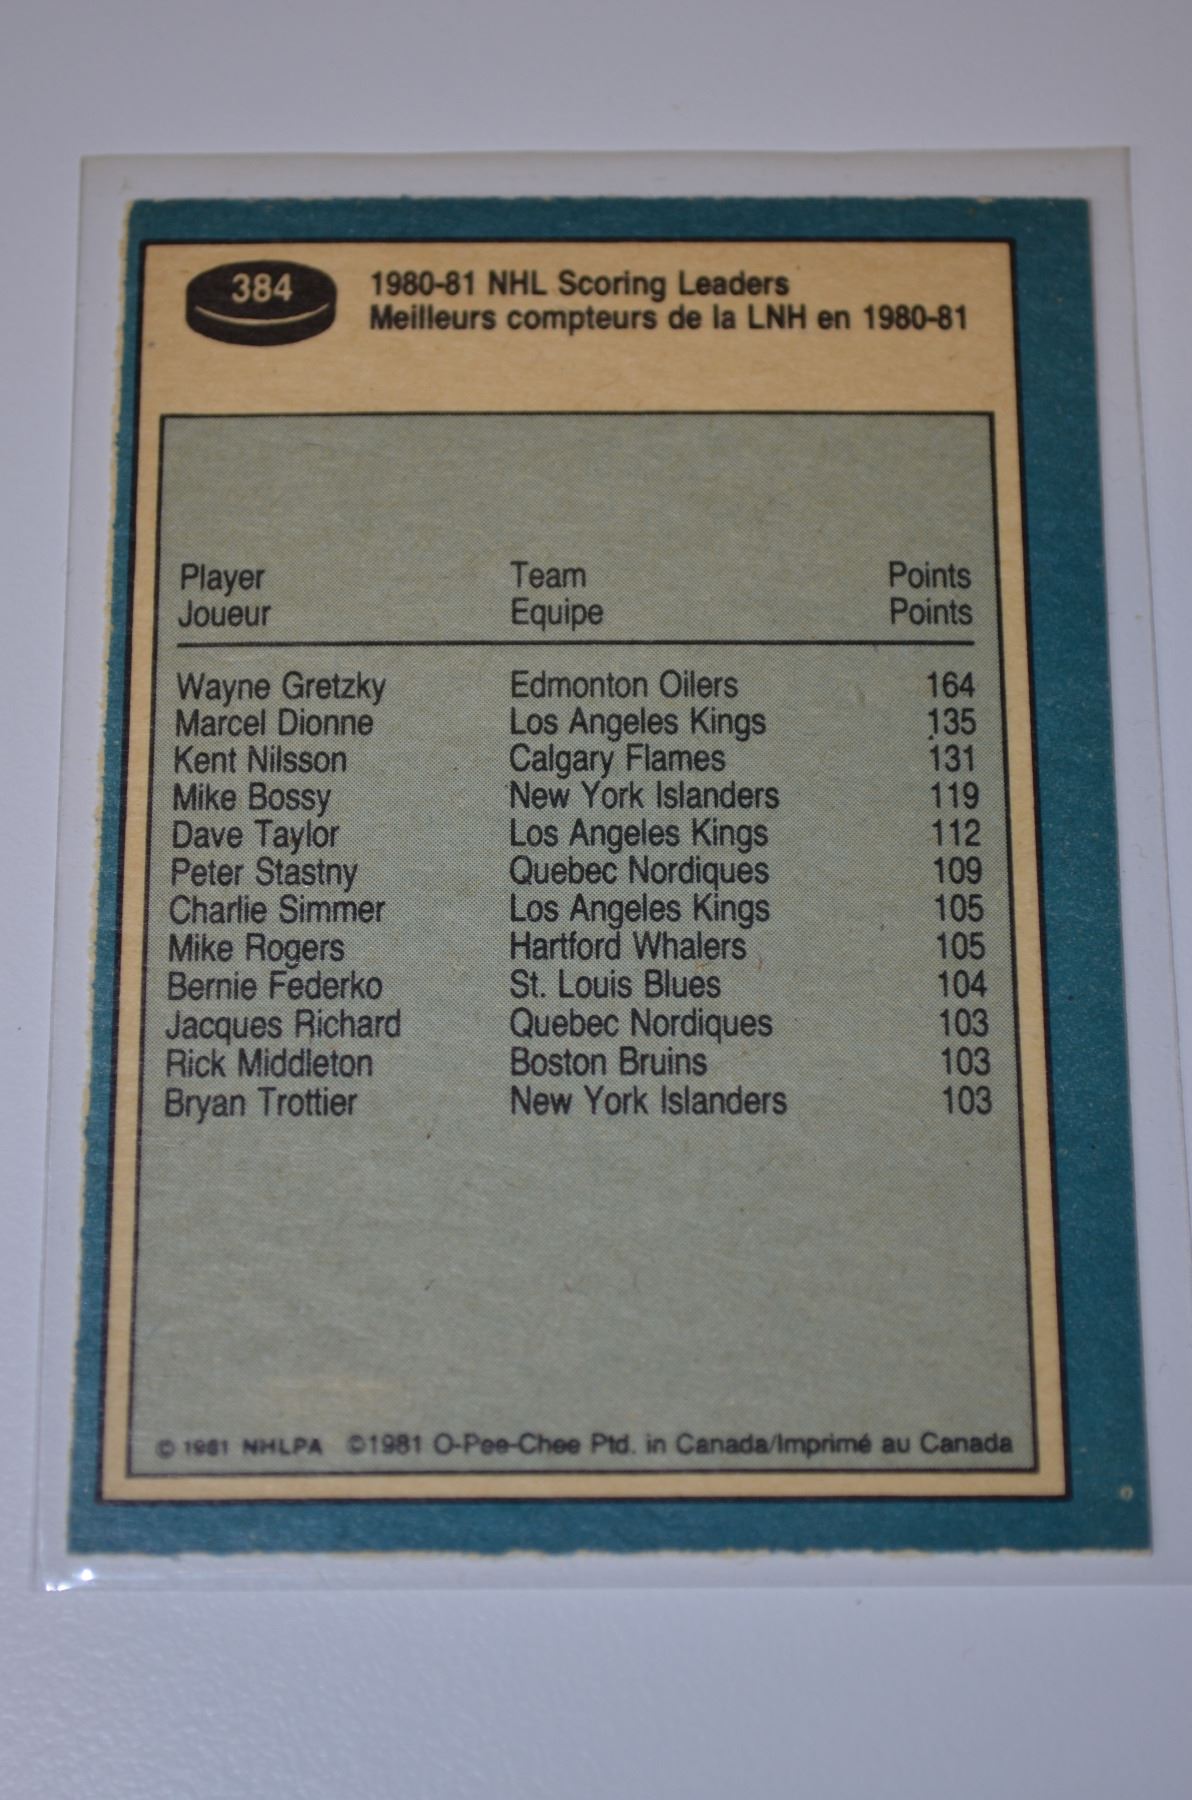 384
1980-81 NHL Scoring Leaders
Meilleurs compteurs de la LNH en 1980-81
Player Team Points
Joueur Equipe Points
Wayne Gretzky Edmonton Oilers 164
Marcel Dionne Los Angeles Kings 135
Kent Nilsson Calgary Flames 131
Mike Bossy New York Islanders 119
Dave Taylor Los Angeles Kings 112
Peter Stastny Quebec Nordiques 109
Charlie Simmer Los Angeles Kings 105
Mike Rogers Hartford Whalers 105
Bernie Federko St. Louis Blues 104
Jacques Richard Quebec Nordiques 103
Rick Middleton Boston Bruins 103
Bryan Trottier New York Islanders 103
© 1981 NHLPA ©1981 O-Pee-Chee Ptd. in Canada/Imprimé au Canada